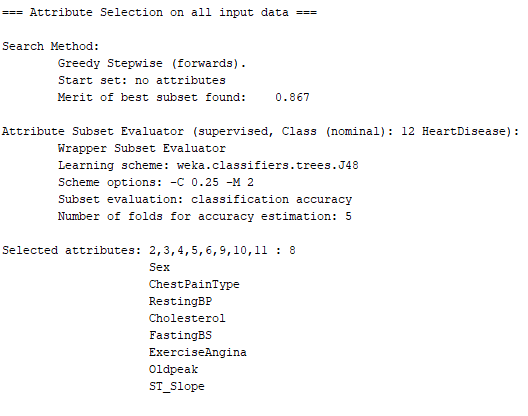 === Attribute Selection on all input data ===
Search Method:
Greedy Stepwise (forwards).
Start set: no attributes
Merit of best subset found:    0.867
Attribute Subset Evaluator (supervised, Class (nominal): 12 HeartDisease):
Wrapper Subset Evaluator
Learning scheme: weka.classifiers.trees.J48
Scheme options: -C 0.25 -M 2
Subset evaluation: classification accuracy
Number of folds for accuracy estimation: 5
Selected attributes: 2,3,4,5,6,9,10,11 : 8
Sex
ChestPainType
RestingBP
Cholesterol
FastingBS
ExerciseAngina
Oldpeak
ST_Slope